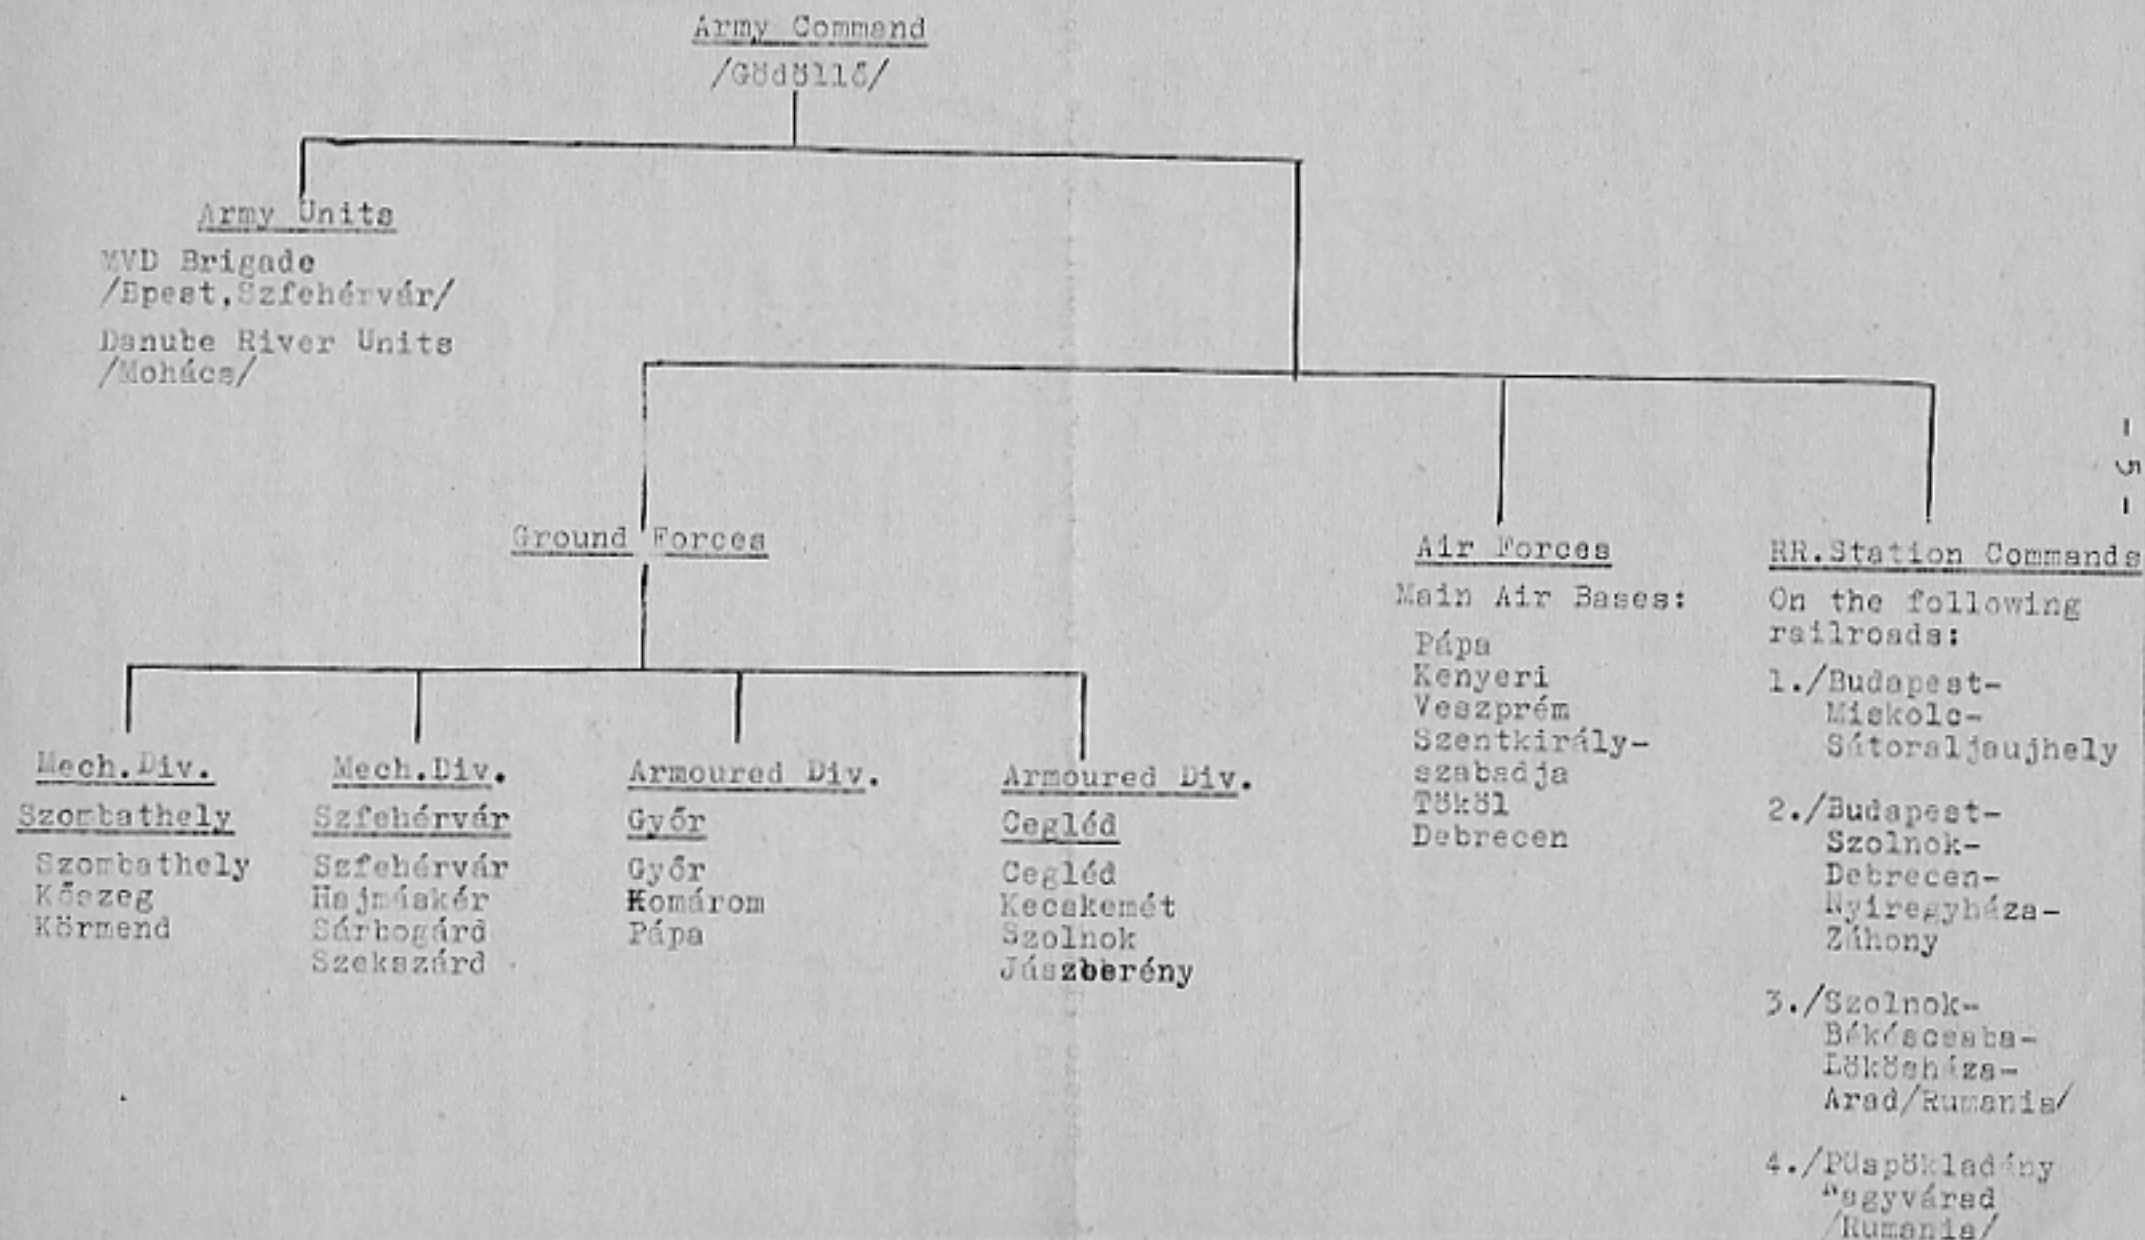 Army Command
/Gödöllő/
Army Units
MVD Brigade
/Bpest,Szfehérvár/
Danube River Units
/Mohács/
- 5 -
Ground Forces
Mech.Div.
Szombathely
Szombathely
Kőszeg
Körmend
Mech.Div.
Szfehérvár
Szfehérvár
Hajmáskér
Sárbogárd
Szekszárd
Armoured Div.
Győr
Győr
Komárom
Pápa
Armoured Div.
Cegléd
Cegléd
Kecskemét
Szolnok
Jászberény
Air Forces
Main Air Bases:
Pápa
Kenyeri
Veszprém
Szentkirály-
szabadja
Tököl
Debrecen
RR.Station Commands
On the following
railroads:
1./Budapest-
Miskolc-
Sátoraljaujhely
2./Budapest-
Szolnok-
Debrecen-
Nyiregyháza-
Záhony
3./Szolnok-
Békéscsaba-
Lökösháza-
Arad/Rumania/
4./Püspökladány
Nagyvárad
/Rumania/